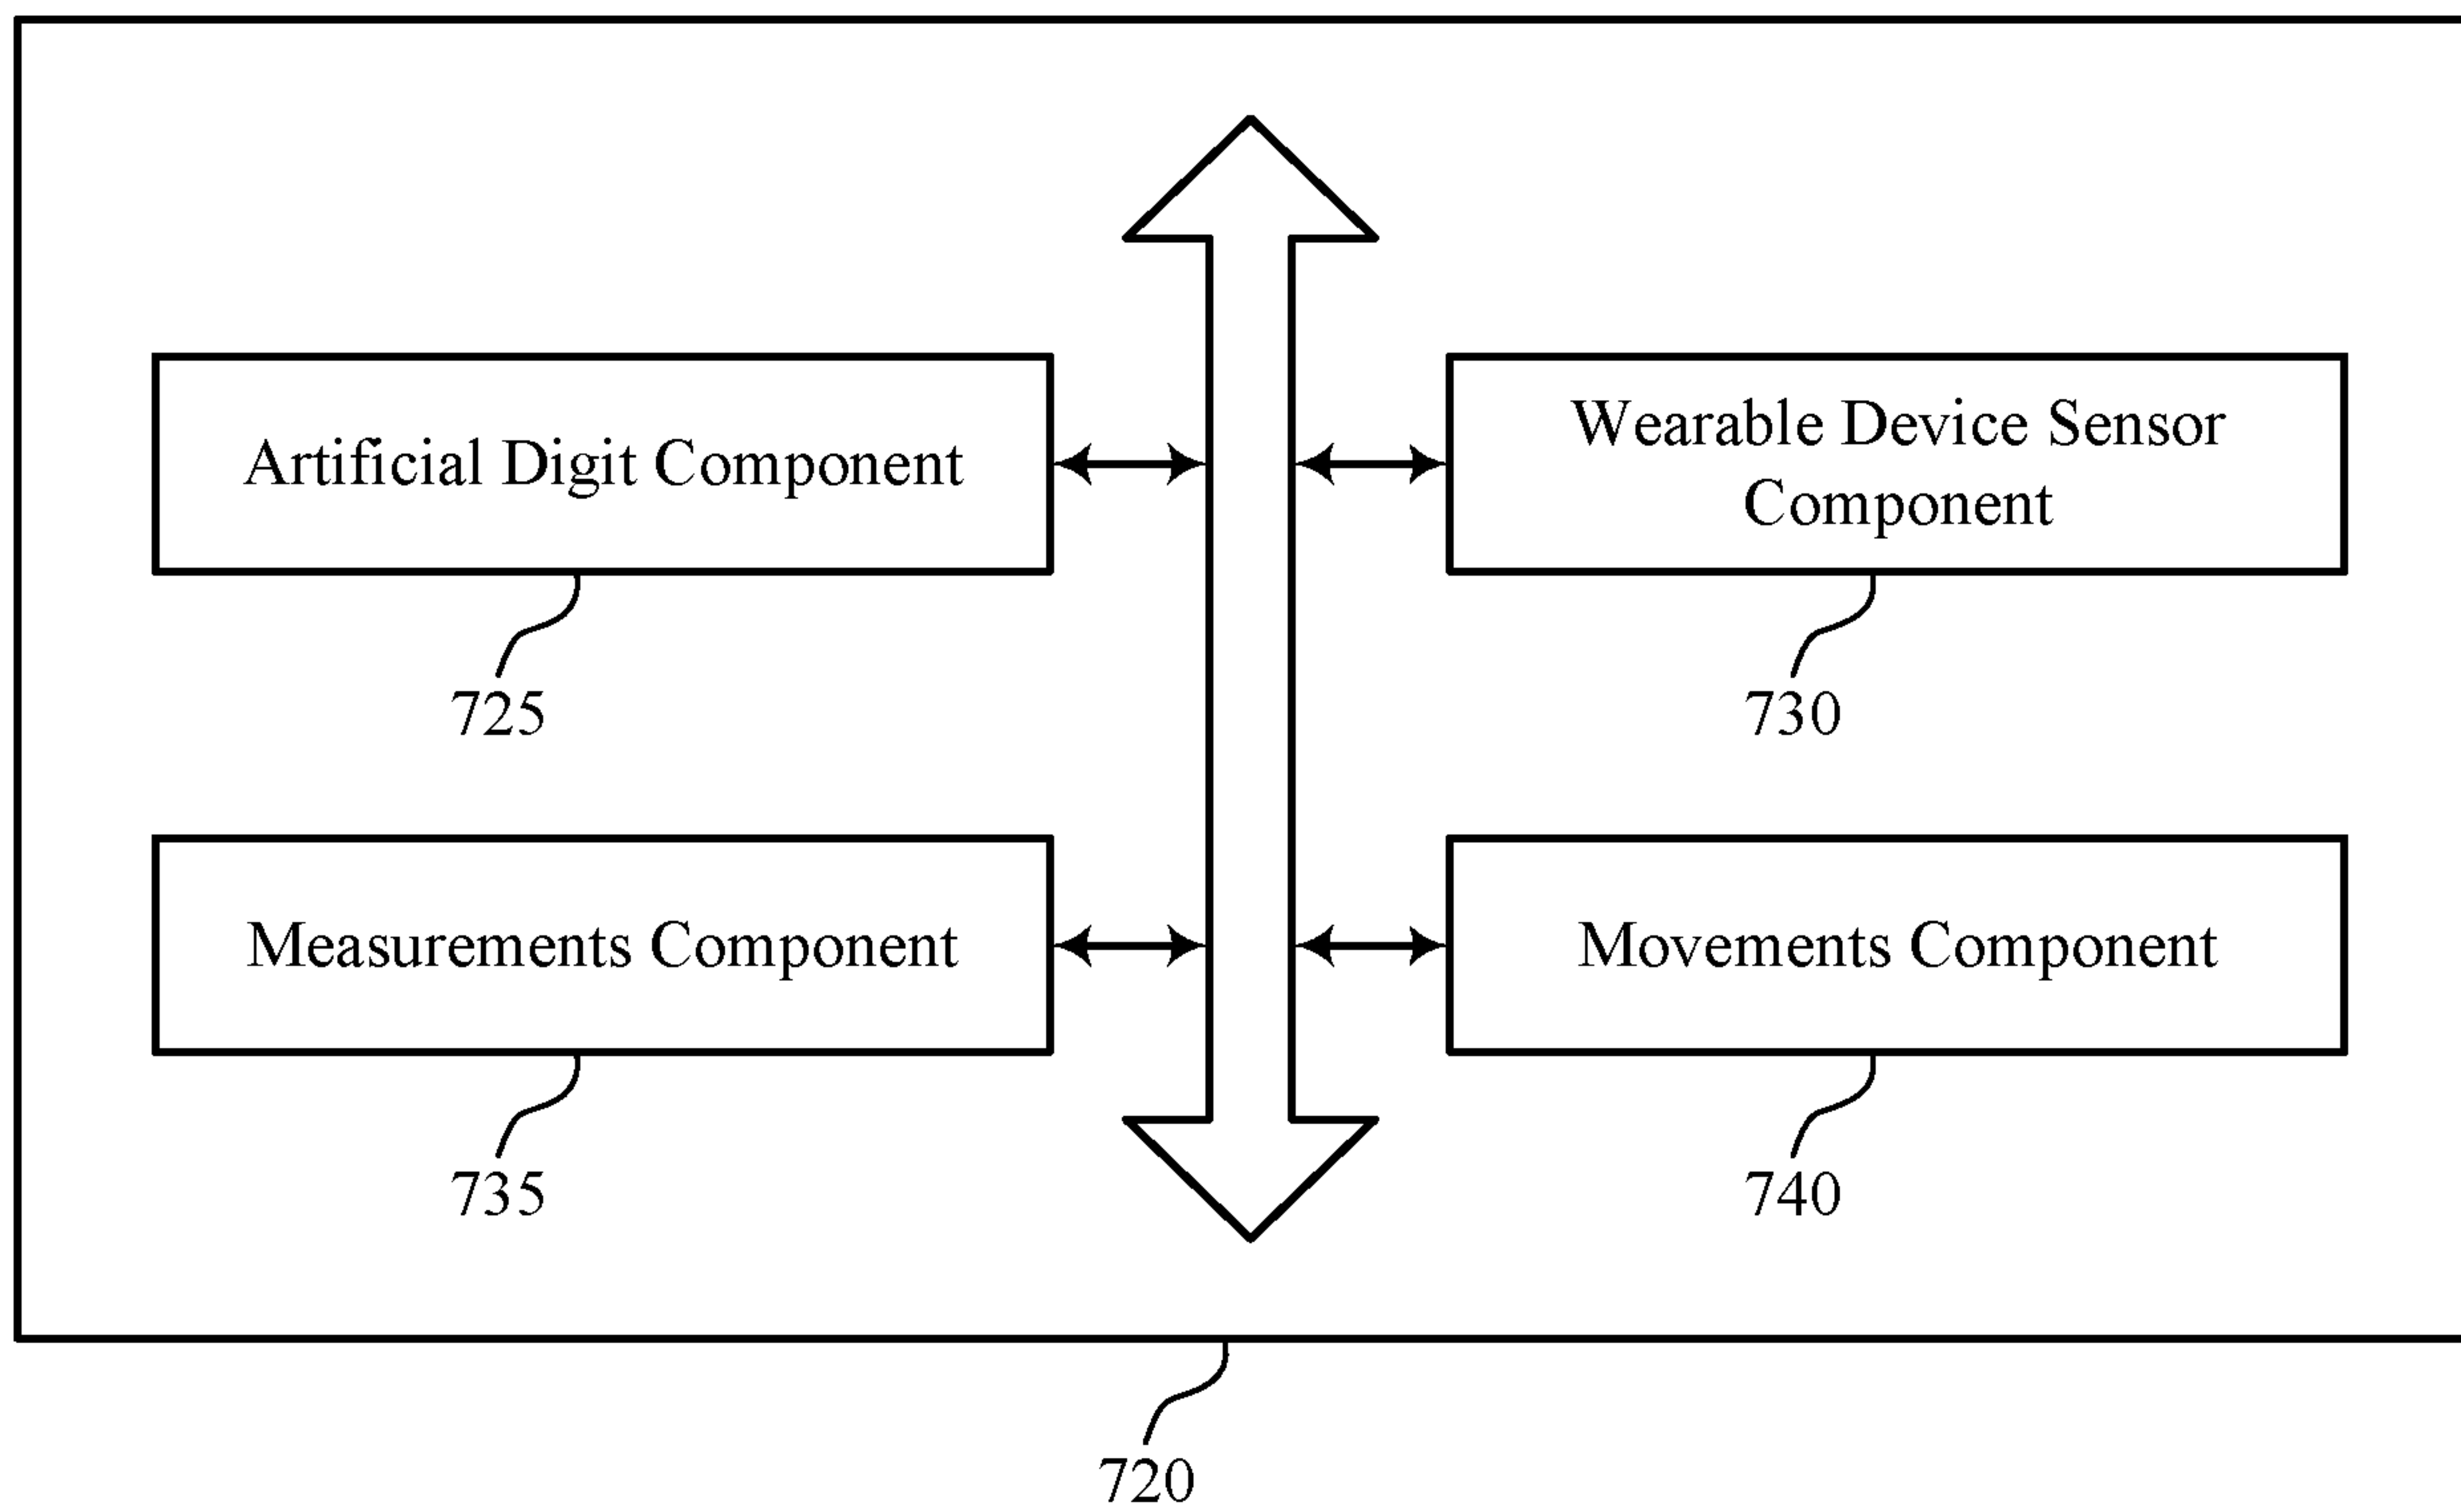 Artificial Digit Component
Wearable Device Sensor
Component
725
730
Measurements Component
Movements Component
735
740
720